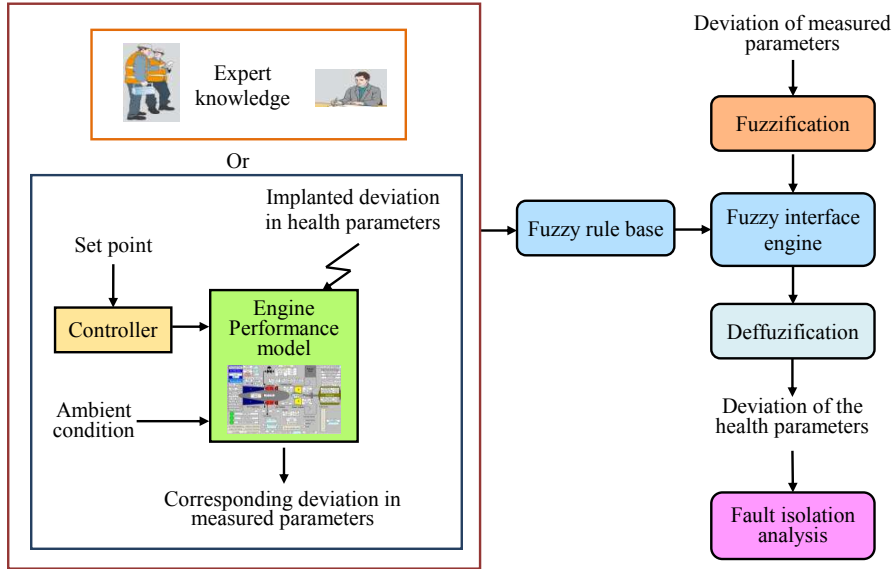 Expert
knowledge
Or
Implanted deviation
in health parameters
Set point
Controller
Engine
Performance
model
Ambient
condition
Corresponding deviation in
measured parameters
Fuzzy rule base
Deviation of measured
parameters
Fuzzification
Fuzzy interface
engine
Deffuzification
Deviation of the
health parameters
Fault isolation
analysis